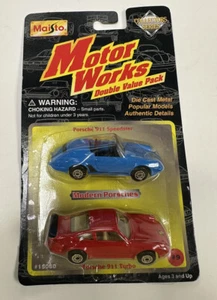 Maisto
Motor
Works
Double Value Pack
WARNING:
CHOKING HAZARD - Small parts.
Not for children under 3 years.
Die Cast Metal
Popular Models
Authentic Details
Porsche 911 Speedster
Modern Porsches
Porsche 911 Turbo
Ages 3 and Up